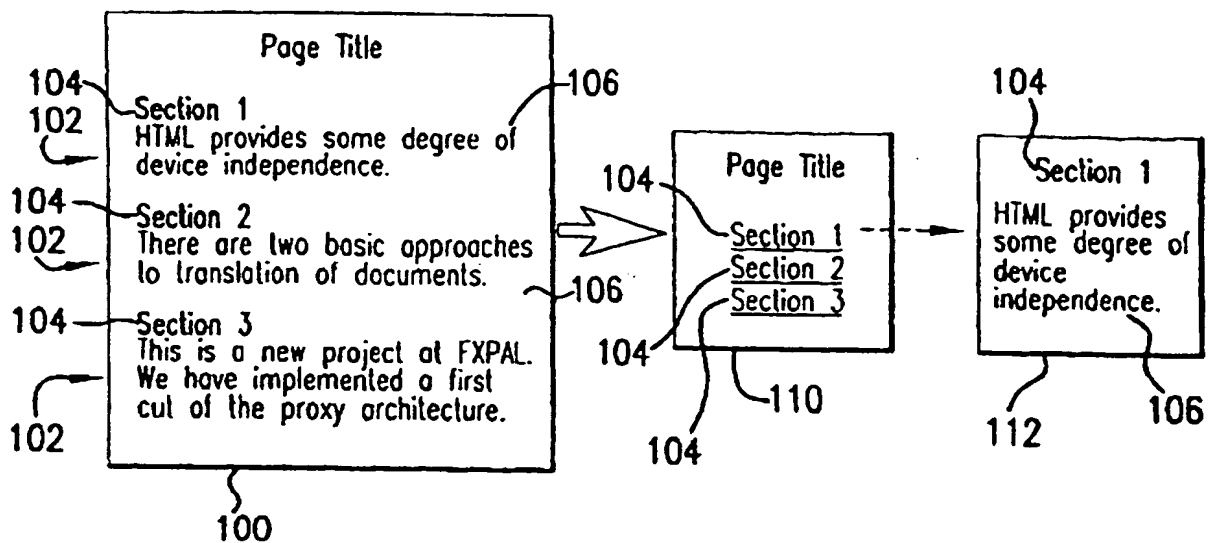 Page Title
104
106
Section 1
102
HTML provides some degree of
device independence.
104
Section 2
102
There are two basic approaches
to translation of documents.
106
104
Section 3
This is a new project at FXPAL.
We have implemented a first
cut of the proxy architecture.
102
100
Page Title
104
Section 1
Section 2
Section 3
104
104
110
104
Section 1
HTML provides
some degree of
device
independence.
106
112